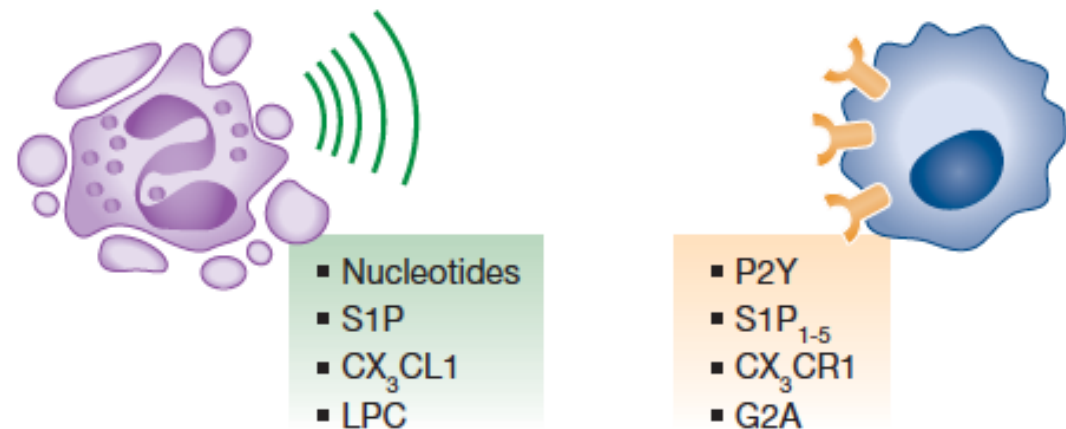 ▪ Nucleotides
▪ S1P
▪ CX₃CL1
▪ LPC
▪ P2Y
▪ S1P₁₋₅
▪ CX₃CR1
▪ G2A